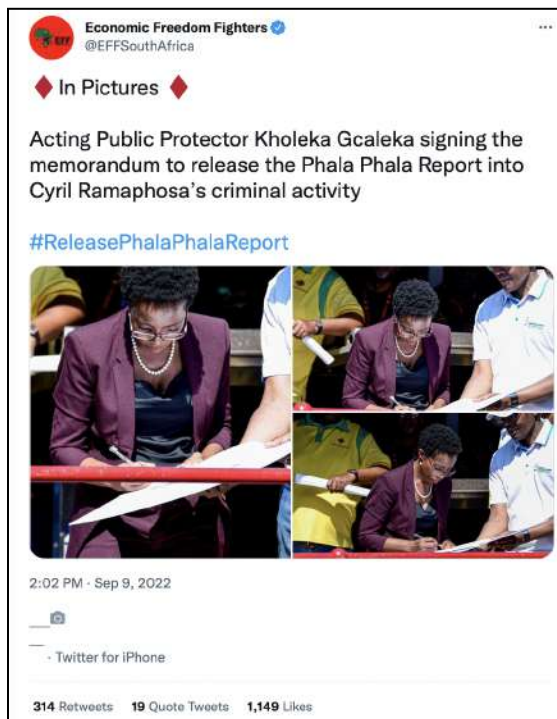 EFF
Economic Freedom Fighters
@EFFSouthAfrica
In Pictures
Acting Public Protector Kholeka Gcaleka signing the
memorandum to release the Phala Phala Report into
Cyril Ramaphosa's criminal activity
#ReleasePhalaPhalaReport
2:02 PM · Sep 9, 2022
· Twitter for iPhone
314 Retweets 19 Quote Tweets 1,149 Likes